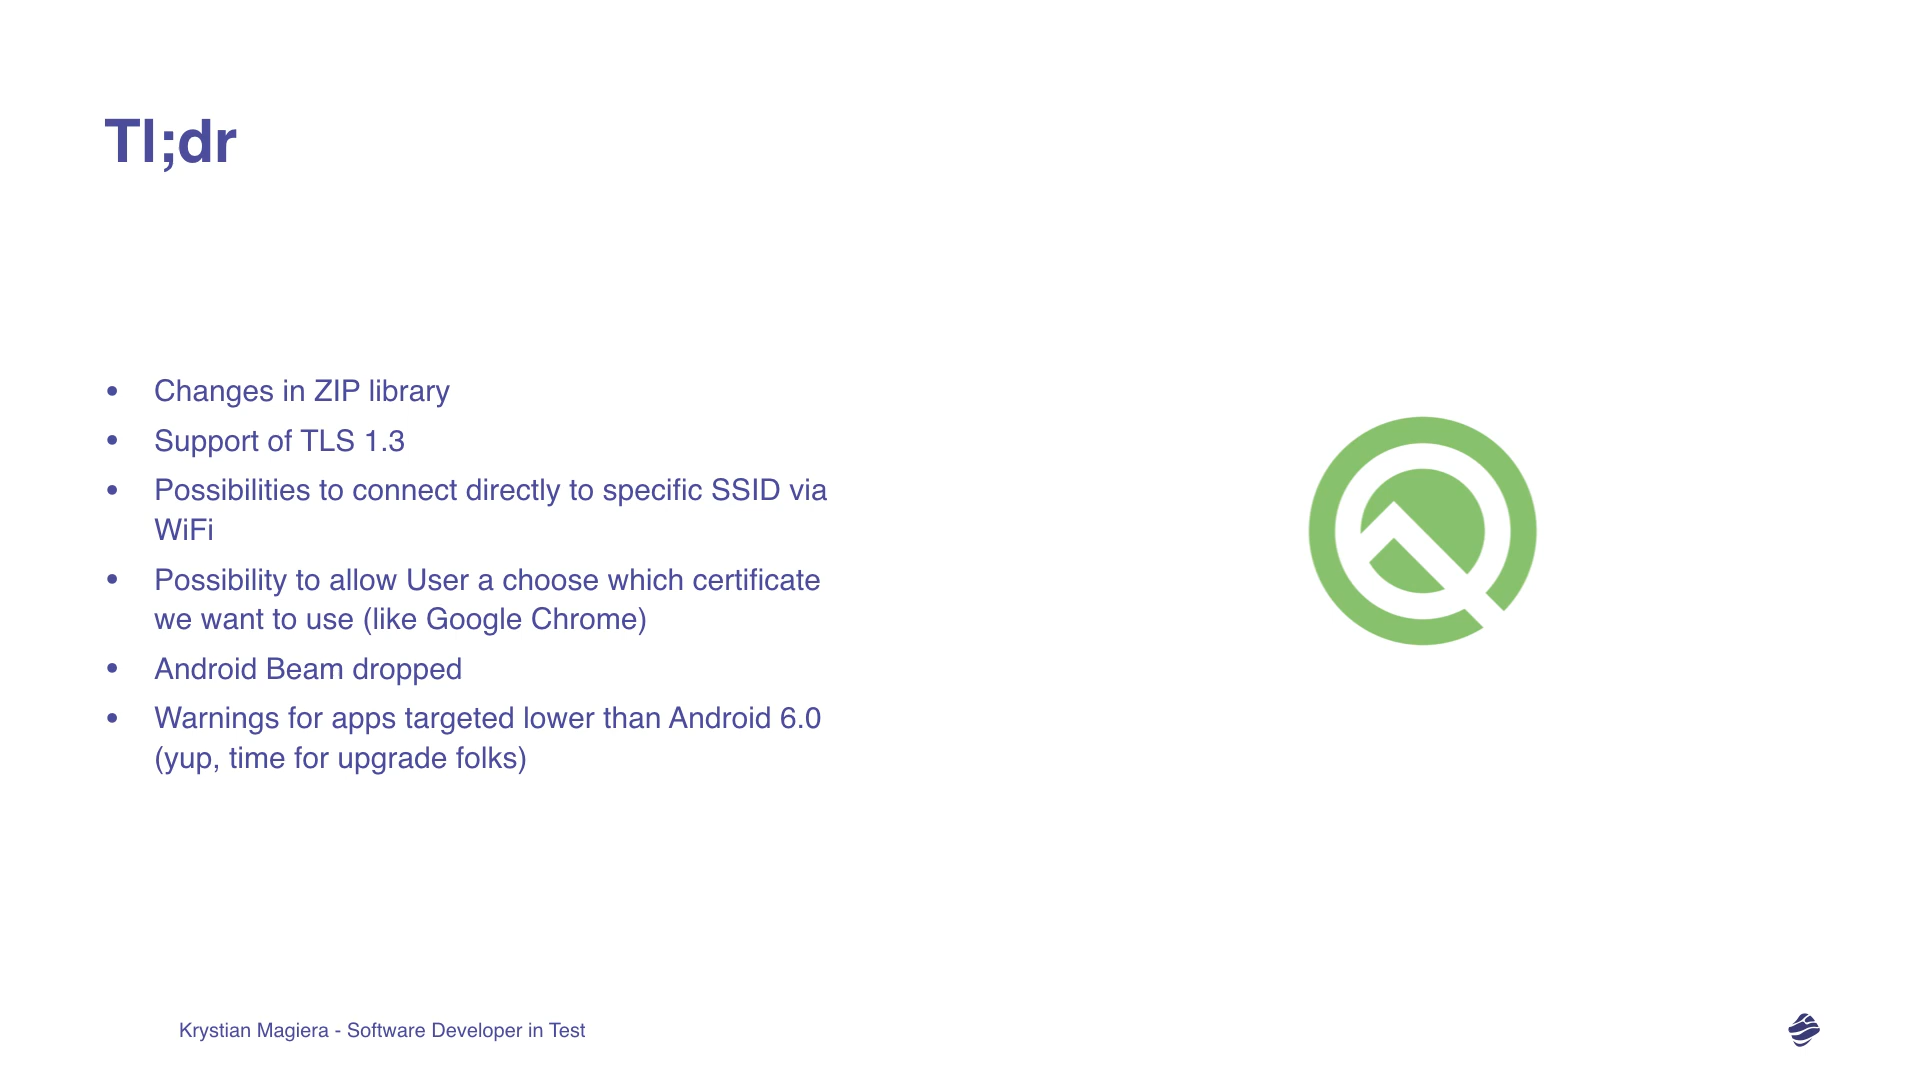 Tl;dr
• Changes in ZIP library
• Support of TLS 1.3
• Possibilities to connect directly to specific SSID via
WiFi
• Possibility to allow User a choose which certificate
we want to use (like Google Chrome)
• Android Beam dropped
• Warnings for apps targeted lower than Android 6.0
(yup, time for upgrade folks)
Krystian Magiera - Software Developer in Test